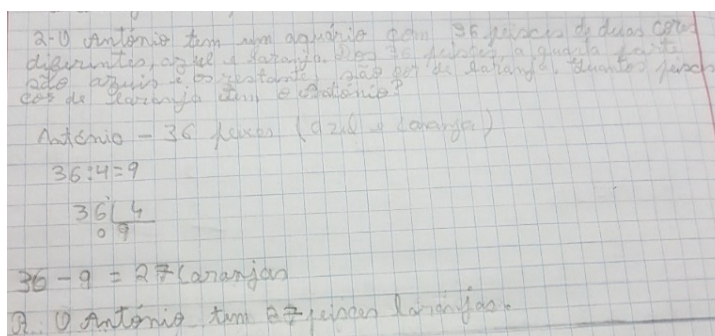 2-O António tem um aquário com 36 peixes de duas cores
diferentes, azul e laranja. Dos 36 peixes a quarta parte
são azuis e os restantes são cor de laranja. Quantos peixes
cor de laranja tem o António?
António - 36 peixes (azul e laranja)
36:4=9
36 4
0 9
36-9=27 laranjas
R. O António tem 27 peixes laranjas.